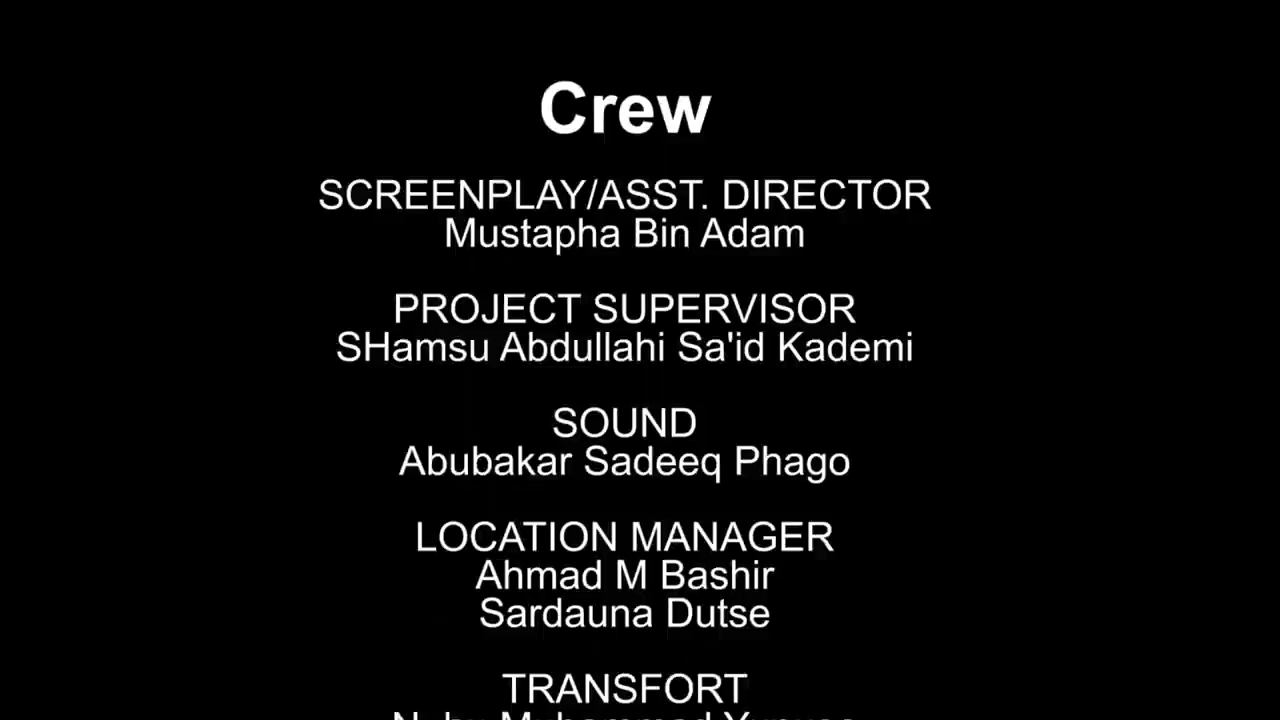 Crew
SCREENPLAY/ASST. DIRECTOR
Mustapha Bin Adam
PROJECT SUPERVISOR
SHamsu Abdullahi Sa'id Kademi
SOUND
Abubakar Sadeeq Phago
LOCATION MANAGER
Ahmad M Bashir
Sardauna Dutse
TRANSFORT
Muhammad